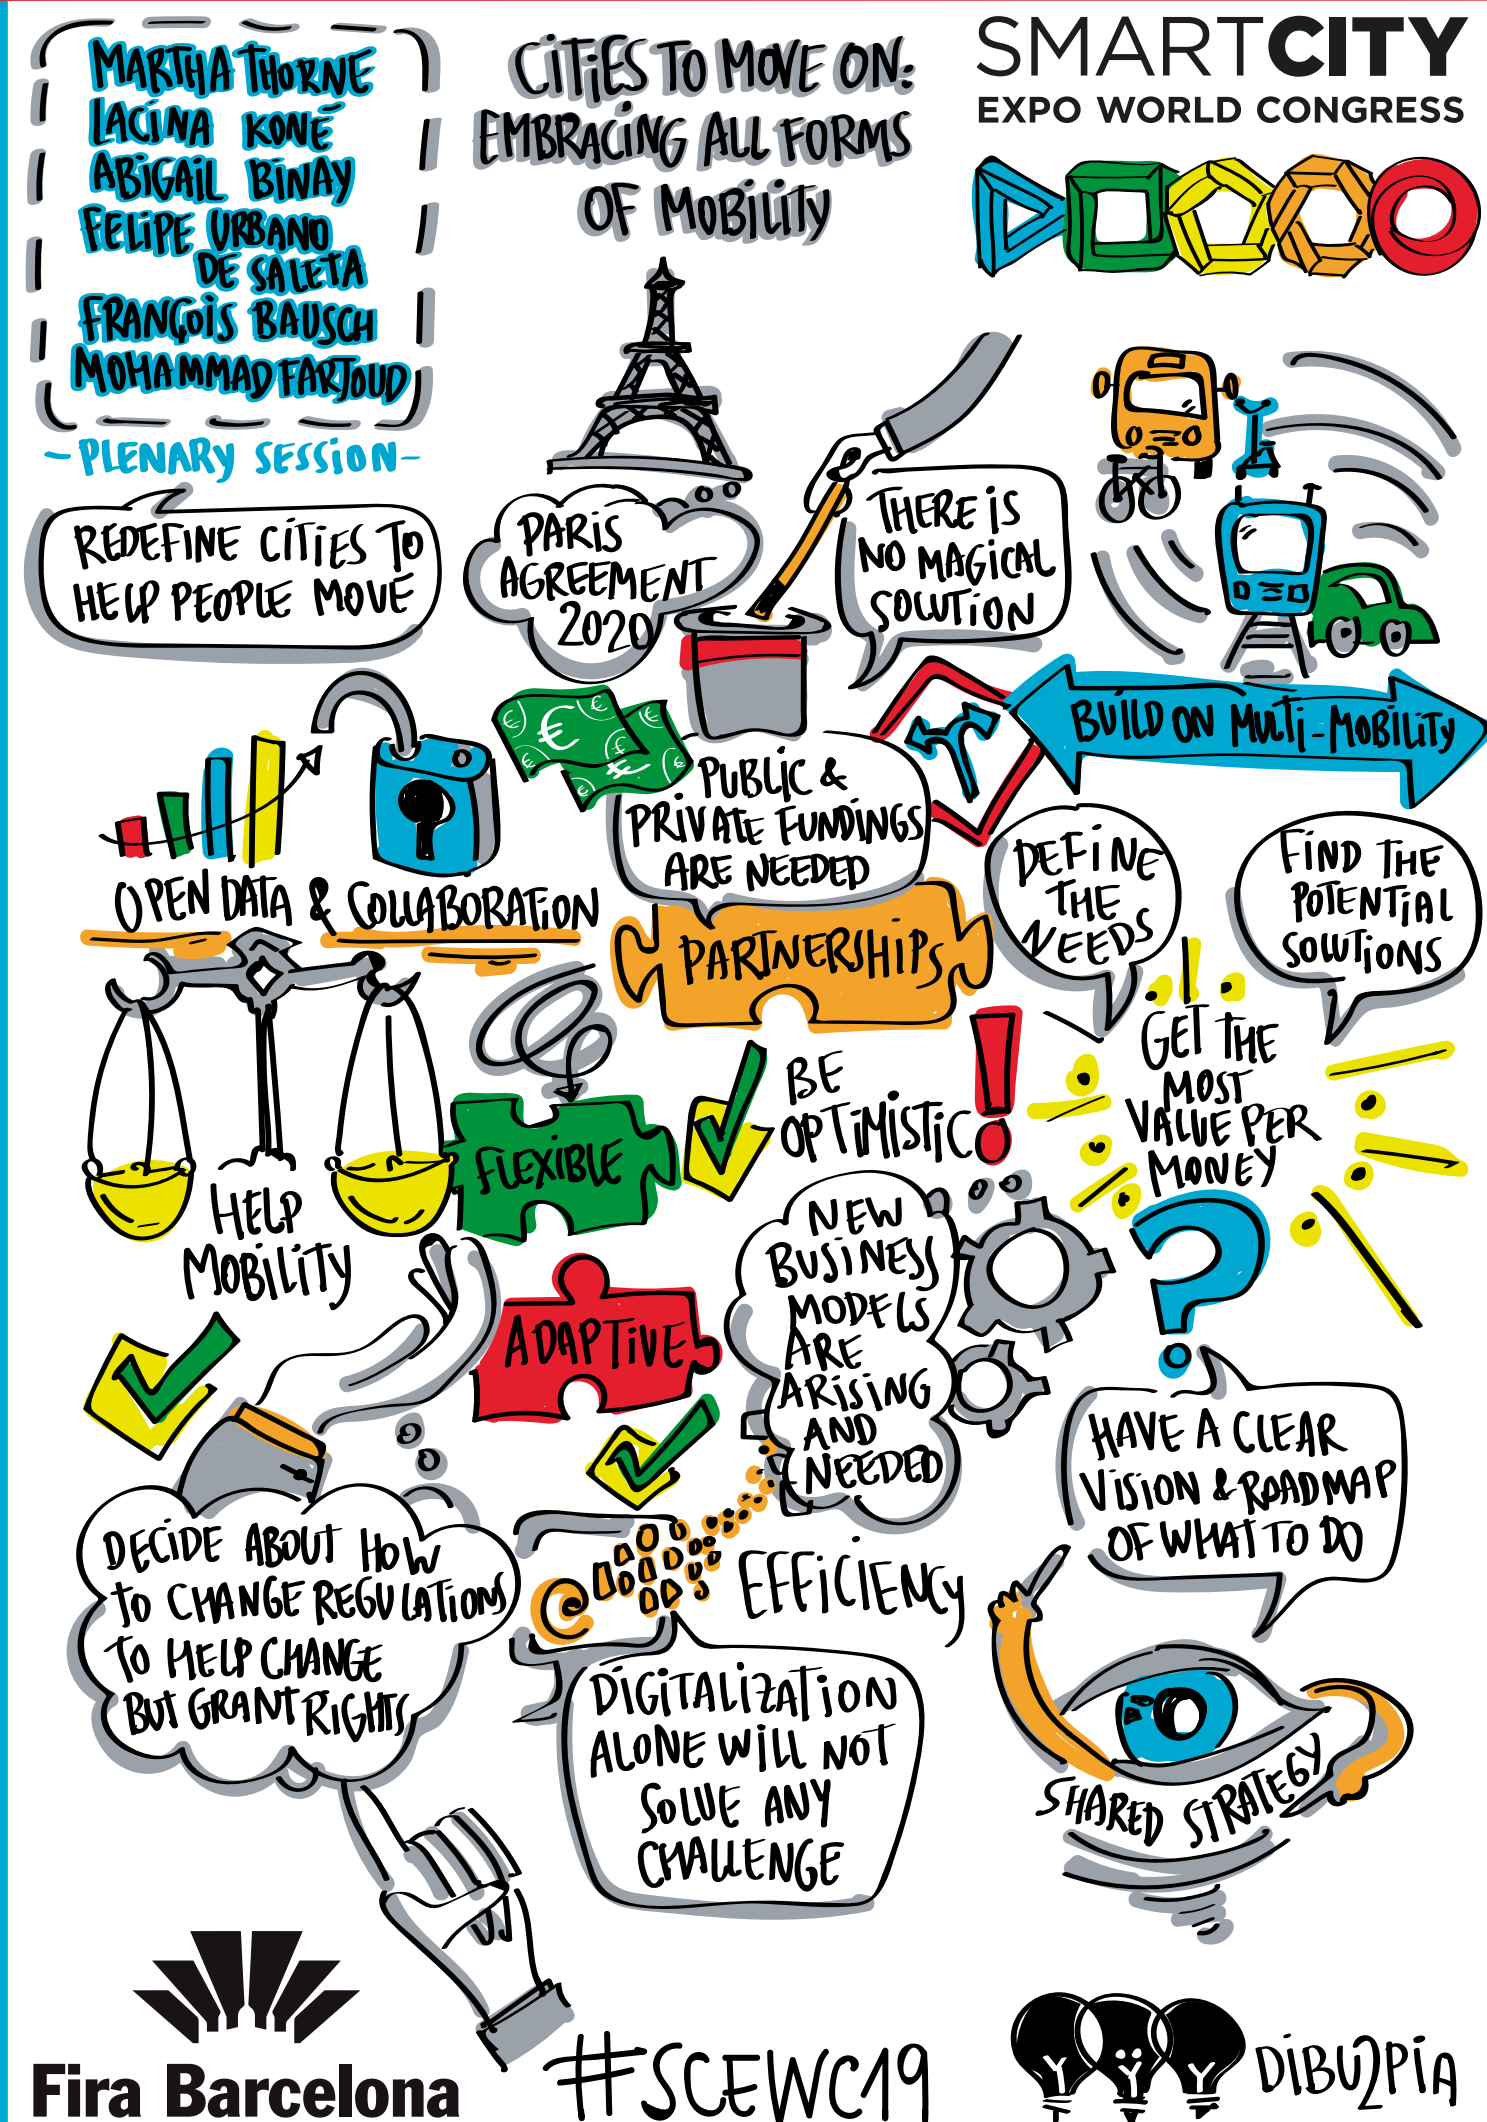 MARTHA THORNE
LACINA KONÉ
ABIGAIL BINAY
FELIPE URBANO
DE SALETA
FRANÇOIS BAUSCH
MOHAMMAD FARJOUD
- PLENARY SESSION -
CITIES TO MOVE ON:
EMBRACING ALL FORMS
OF MOBILITY
SMARTCITY
EXPO WORLD CONGRESS
REDEFINE CITIES TO
HELP PEOPLE MOVE
PARIS
AGREEMENT
2020
THERE IS
NO MAGICAL
SOLUTION
BUILD ON MULTI-MOBILITY
OPEN DATA & COLLABORATION
PUBLIC &
PRIVATE FUNDINGS
ARE NEEDED
PARTNERSHIPS
DEFINE
THE
NEEDS
FIND THE
POTENTIAL
SOLUTIONS
GET THE
MOST
VALUE PER
MONEY
HELP
MOBILITY
FLEXIBLE
BE
OPTIMISTIC!
ADAPTIVE
NEW
BUSINESS
MODELS
ARE
ARISING
AND
NEEDED
?
HAVE A CLEAR
VISION & ROADMAP
OF WHAT TO DO
DECIDE ABOUT HOW
TO CHANGE REGULATIONS
TO HELP CHANGE
BUT GRANT RIGHTS
EFFICIENCY
DIGITALIZATION
ALONE WILL NOT
SOLVE ANY
CHALLENGE
SHARED STRATEGY
Fira Barcelona
#SCEWC19
DIBU2PIA